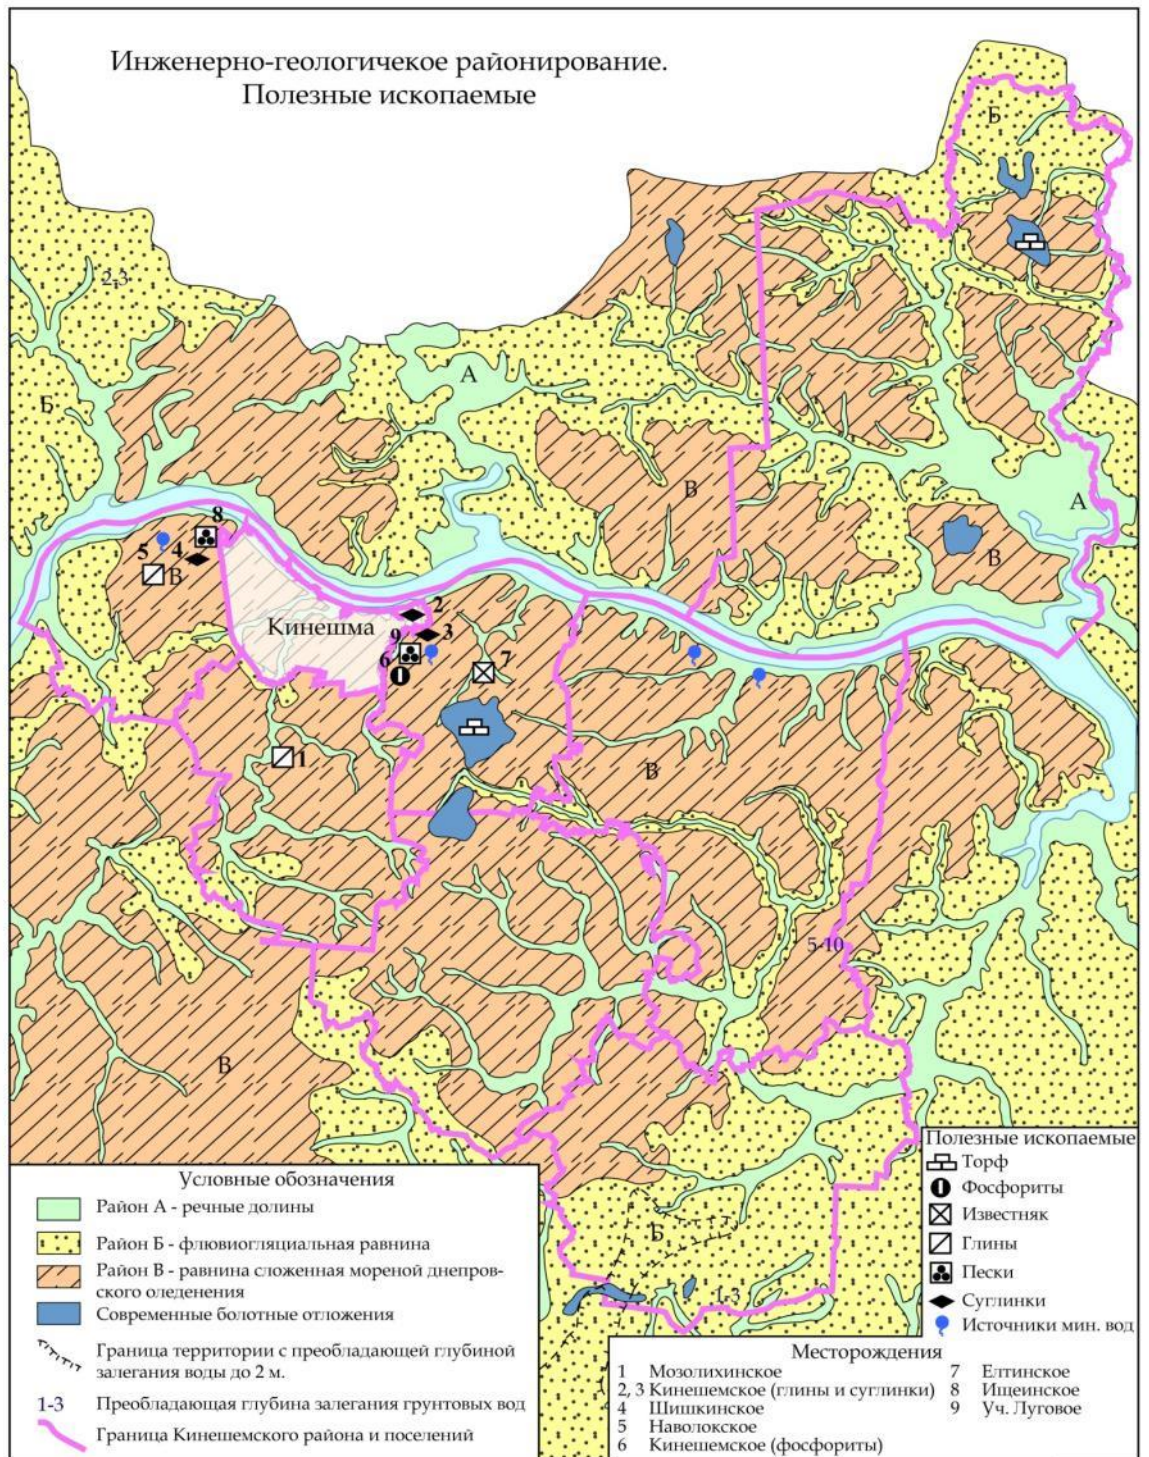 Инженерно-геологичекое районирование.
Полезные ископаемые
Б
2-3
А
Б
В
А
8
5
4
В
В
2
Кинешма
9
3
6
7
1
В
5-10
В
Б
1-3
Условные обозначения
Район А - речные долины
Район Б - флювиогляциальная равнина
Район В - равнина сложенная мореной днепров-
ского оледенения
Современные болотные отложения
Граница территории с преобладающей глубиной
залегания воды до 2 м.
1-3 Преобладающая глубина залегания грунтовых вод
Граница Кинешемского района и поселений
Полезные ископаемые
Торф
Фосфориты
Известняк
Глины
Пески
Суглинки
Источники мин. вод
Месторождения
1 Мозолихинское
2, 3 Кинешемское (глины и суглинки)
4 Шишкинское
5 Наволокское
6 Кинешемское (фосфориты)
7 Елтинское
8 Ищеинское
9 Уч. Луговое